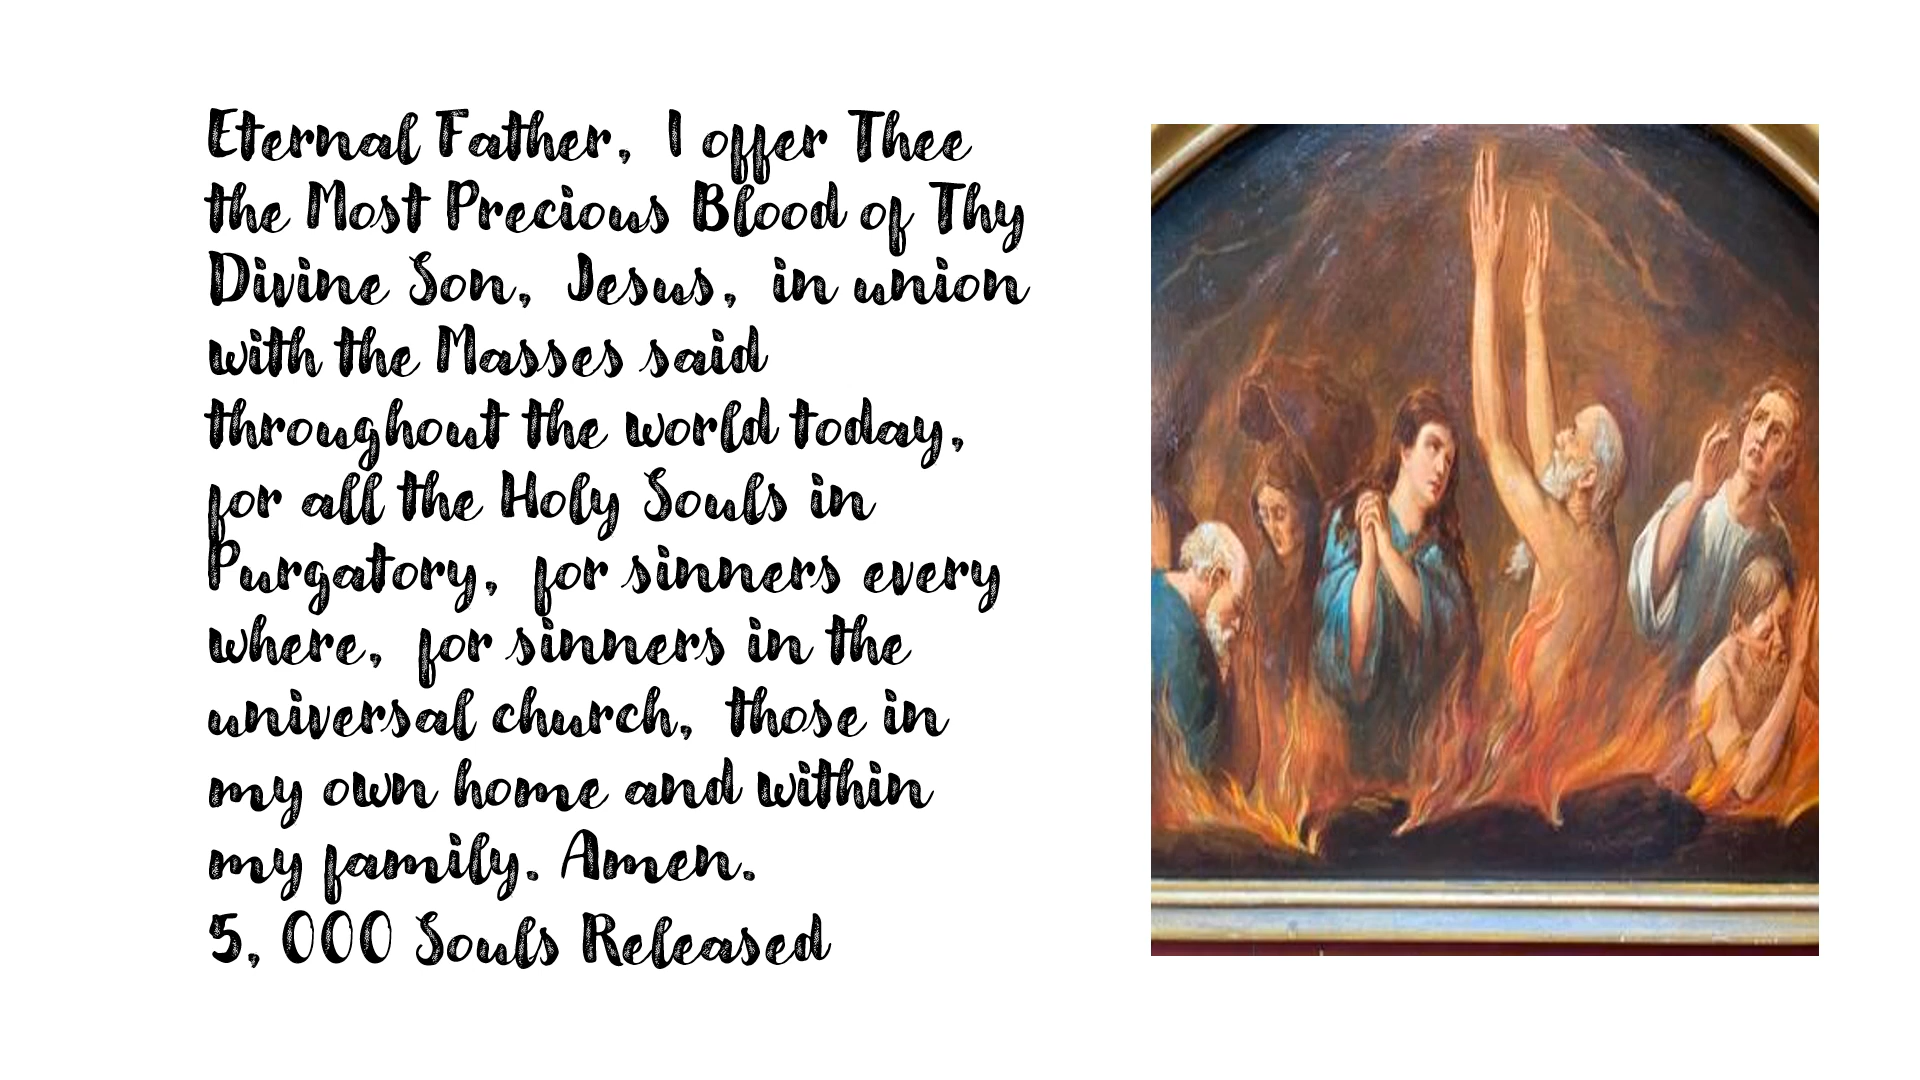 Eternal Father, I offer Thee
the Most Precious Blood of Thy
Divine Son, Jesus, in union
with the Masses said
throughout the world today,
for all the Holy Souls in
Purgatory, for sinners every
where, for sinners in the
universal church, those in
my own home and within
my family. Amen.
5, 000 Souls Released